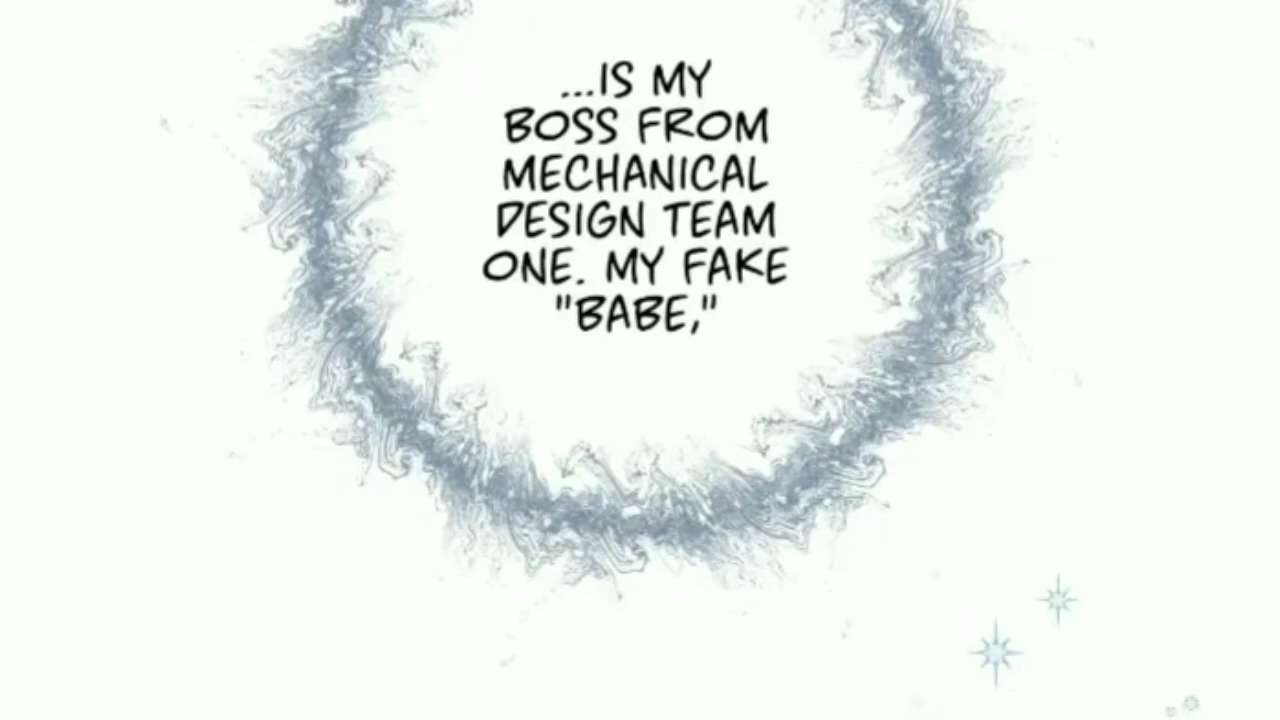 ...IS MY
BOSS FROM
MECHANICAL
DESIGN TEAM
ONE. MY FAKE
"BABE,"